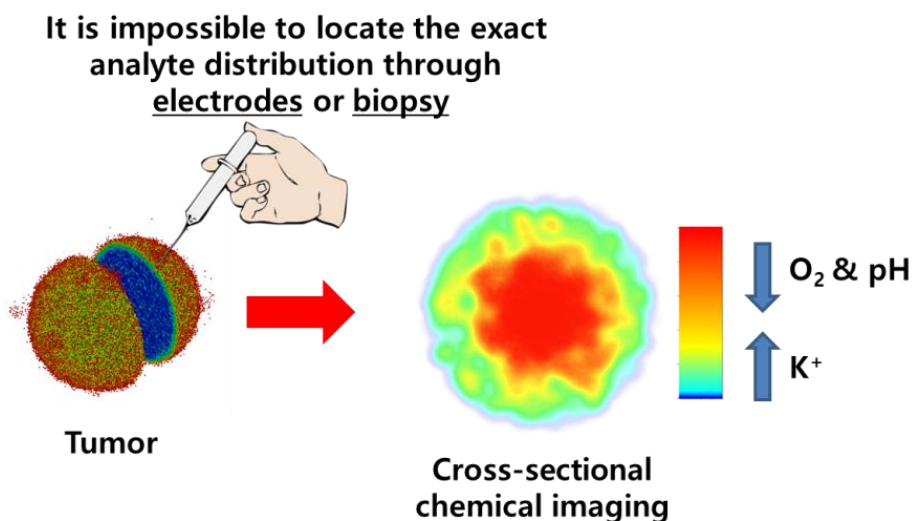 It is impossible to locate the exact
analyte distribution through
electrodes or biopsy
O₂ & pH
K⁺
Tumor
Cross-sectional
chemical imaging